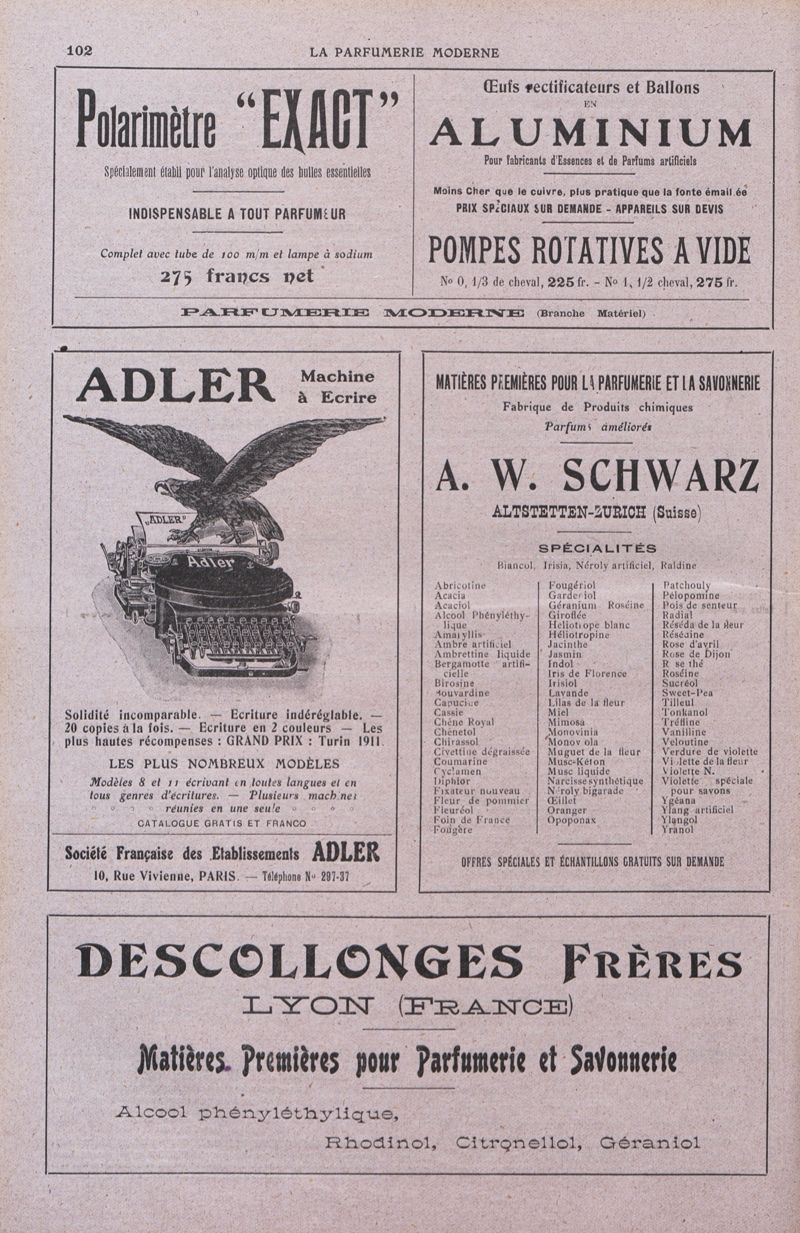 102
LA PARFUMERIE MODERNE
Polarimètre "EXACT"
Spécialement établi pour l'analyse optique des huiles essentielles
INDISPENSABLE A TOUT PARFUMEUR
Complet avec tube de 100 m/m et lampe à sodium
275 francs net
Œufs rectificateurs et Ballons
EN
ALUMINIUM
Pour fabricants d'Essences et de Parfums artificiels
Moins Cher que le cuivre, plus pratique que la fonte émaillée
PRIX SPÉCIAUX SUR DEMANDE - APPAREILS SUR DEVIS
POMPES ROTATIVES A VIDE
No 0, 1/3 de cheval, 225 fr. - No 1, 1/2 cheval, 275 fr.
PARFUMERIE MODERNE (Branche Matériel)
ADLER Machine
à Ecrire
„ADLER"
Adler
Solidité incomparable. — Ecriture indéréglable. —
20 copies à la fois. — Ecriture en 2 couleurs — Les
plus hautes récompenses : GRAND PRIX : Turin 1911
LES PLUS NOMBREUX MODÈLES
Modèles 8 et 11 écrivant en toutes langues et en
tous genres d'écritures. — Plusieurs machines
réunies en une seule
CATALOGUE GRATIS ET FRANCO
Société Française des Etablissements ADLER
10, Rue Vivienne, PARIS. — Téléphone No 297-37
MATIÈRES PREMIÈRES POUR LA PARFUMERIE ET LA SAVONNERIE
Fabrique de Produits chimiques
Parfums améliorés
A. W. SCHWARZ
ALTSTETTEN-ZURICH (Suisse)
SPÉCIALITÉS
Biancol, Irisia, Néroly artificiel, Raldine
Abricotine
Acacia
Acaciol
Alcool Phényléthy-
lique
Amaryllis
Ambre artificiel
Ambrettine liquide
Bergamotte artifi-
cielle
Birosine
Bouvardine
Capucine
Cassie
Chêne Royal
Chénetol
Chirassol
Civettine dégraissée
Coumarine
Cyclamen
Diphtor
Fixateur nouveau
Fleur de pommier
Fleuréol
Foin de France
Fougère
Fougériol
Garderiol
Géranium Roséine
Giroflée
Héliotrope blanc
Héliotropine
Jacinthe
Jasmin
Indol
Iris de Florence
Irisiol
Lavande
Lilas de la fleur
Miel
Mimosa
Monovinia
Monov ola
Muguet de la fleur
Musc-Kéton
Musc liquide
Narcisse synthétique
Néroly bigarade
Œillet
Oranger
Opoponax
Patchouly
Pélopomine
Pois de senteur
Radial
Réséda de la fleur
Résédine
Rose d'avril
Rose de Dijon
Rose thé
Roséine
Sucréol
Sweet-Pea
Tilleul
Tonkanol
Tréfline
Vanilline
Veloutine
Verdure de violette
Violette de la fleur
Violette N.
Violette spéciale
pour savons
Ygéana
Ylang artificiel
Ylangol
Yranol
OFFRES SPÉCIALES ET ÉCHANTILLONS GRATUITS SUR DEMANDE
DESCOLLONGES FRÈRES
LYON (FRANCE)
Matières Premières pour Parfumerie et Savonnerie
Alcool phényléthylique,
Rhodinol, Citronellol, Géraniol